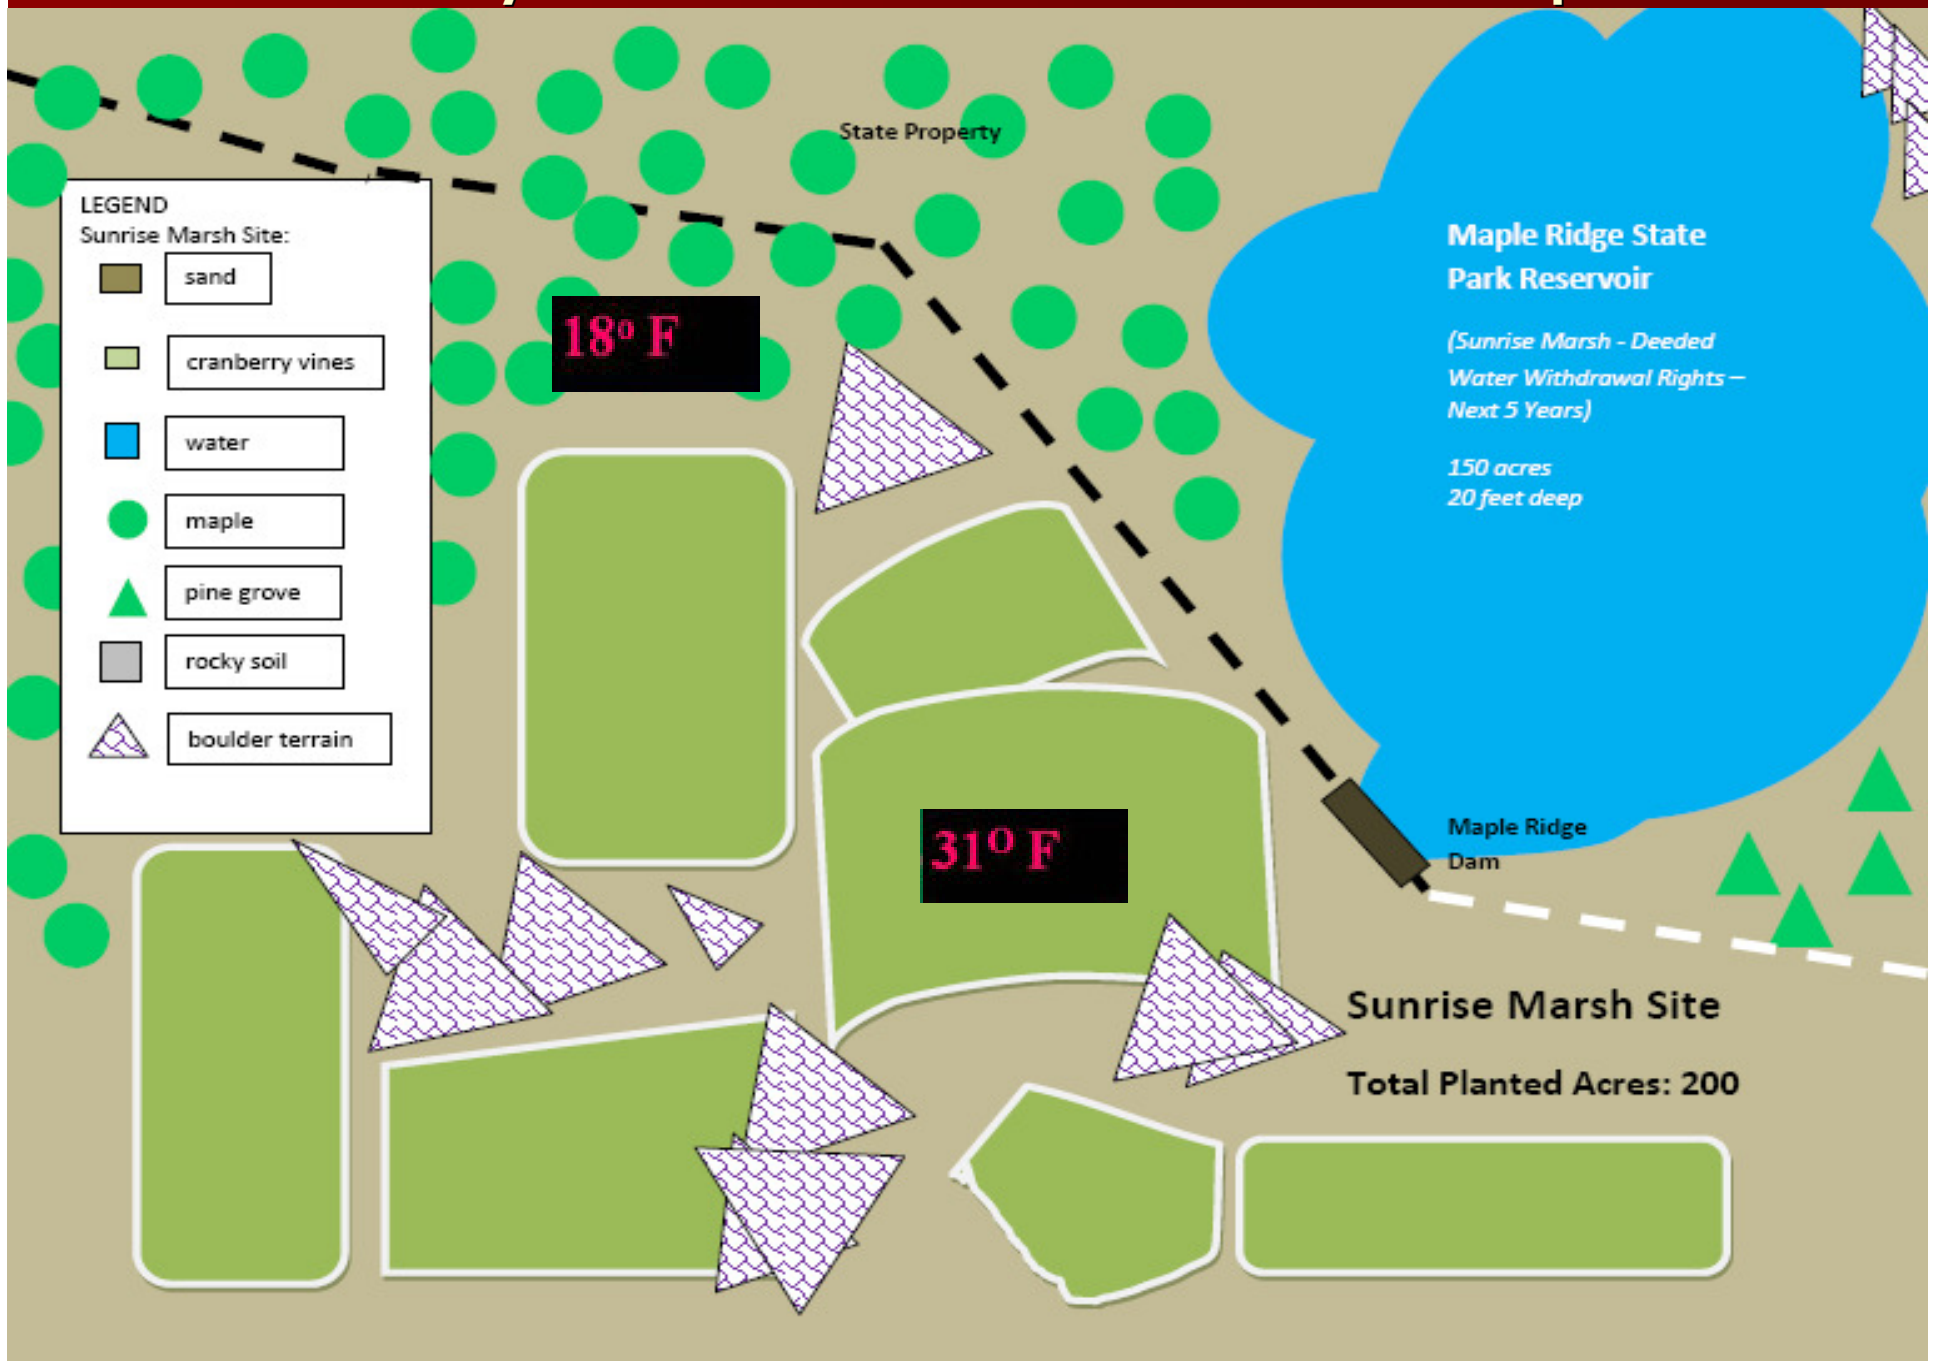 State Property
LEGEND
Sunrise Marsh Site:
sand
cranberry vines
water
maple
pine grove
rocky soil
boulder terrain
18⁰ F
Maple Ridge State
Park Reservoir
(Sunrise Marsh - Deeded
Water Withdrawal Rights –
Next 5 Years)
150 acres
20 feet deep
31⁰ F
Maple Ridge
Dam
Sunrise Marsh Site
Total Planted Acres: 200